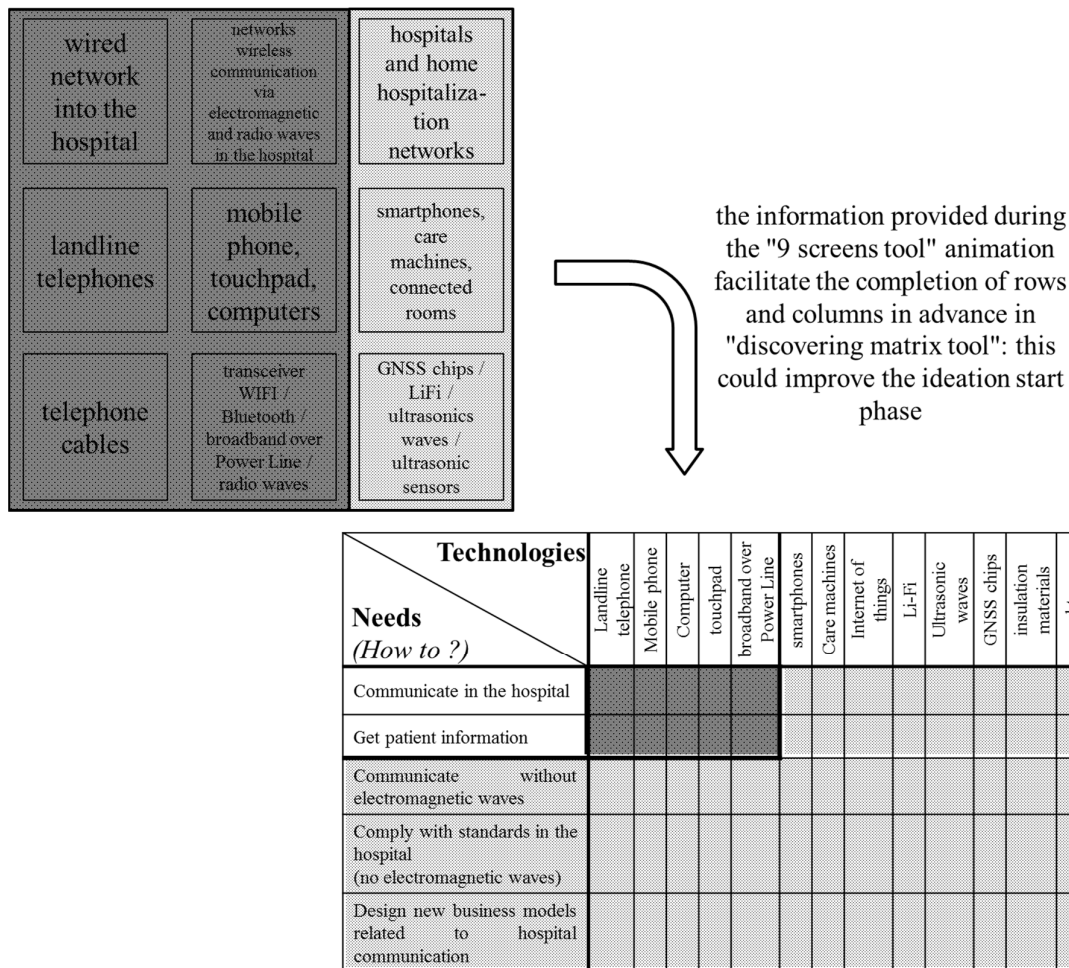 wired
network
into the
hospital
networks
wireless
communication
via
electromagnetic
and radio waves
in the hospital
hospitals
and home
hospitaliza-
tion
networks
landline
telephones
mobile
phone,
touchpad,
computers
smartphones,
care
machines,
connected
rooms
telephone
cables
transceiver
WIFI /
Bluetooth /
broadband over
Power Line /
radio waves
GNSS chips /
LiFi /
ultrasonics
waves /
ultrasonic
sensors
the information provided during
the "9 screens tool" animation
facilitate the completion of rows
and columns in advance in
"discovering matrix tool": this
could improve the ideation start
phase
Technologies
Needs
(How to ?)
Landline
telephone
Mobile phone
Computer
touchpad
broadband over
Power Line
smartphones
Care machines
Internet of
things
Li-Fi
Ultrasonic
waves
GNSS chips
insulation
materials
Communicate in the hospital
Get patient information
Communicate without
electromagnetic waves
Comply with standards in the
hospital
(no electromagnetic waves)
Design new business models
related to hospital
communication